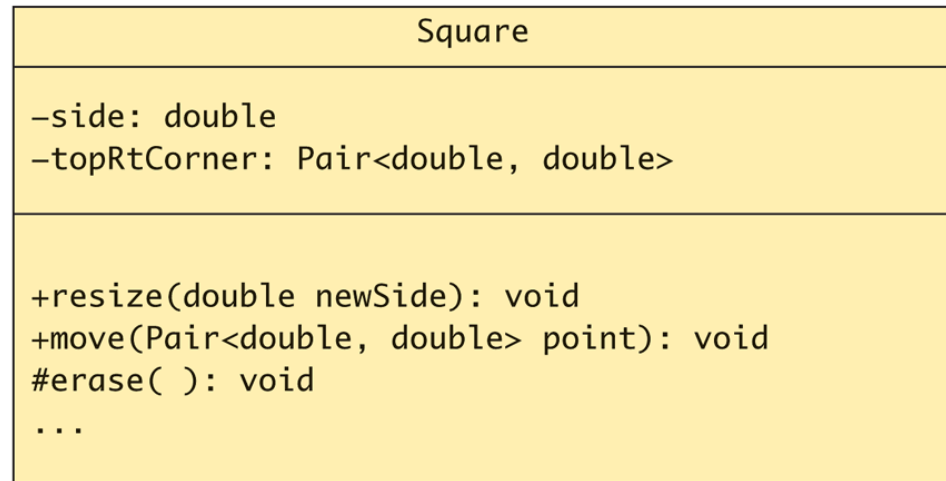 Square
–side: double
–topRtCorner: Pair<double, double>
+resize(double newSide): void
+move(Pair<double, double> point): void
#erase( ): void
...